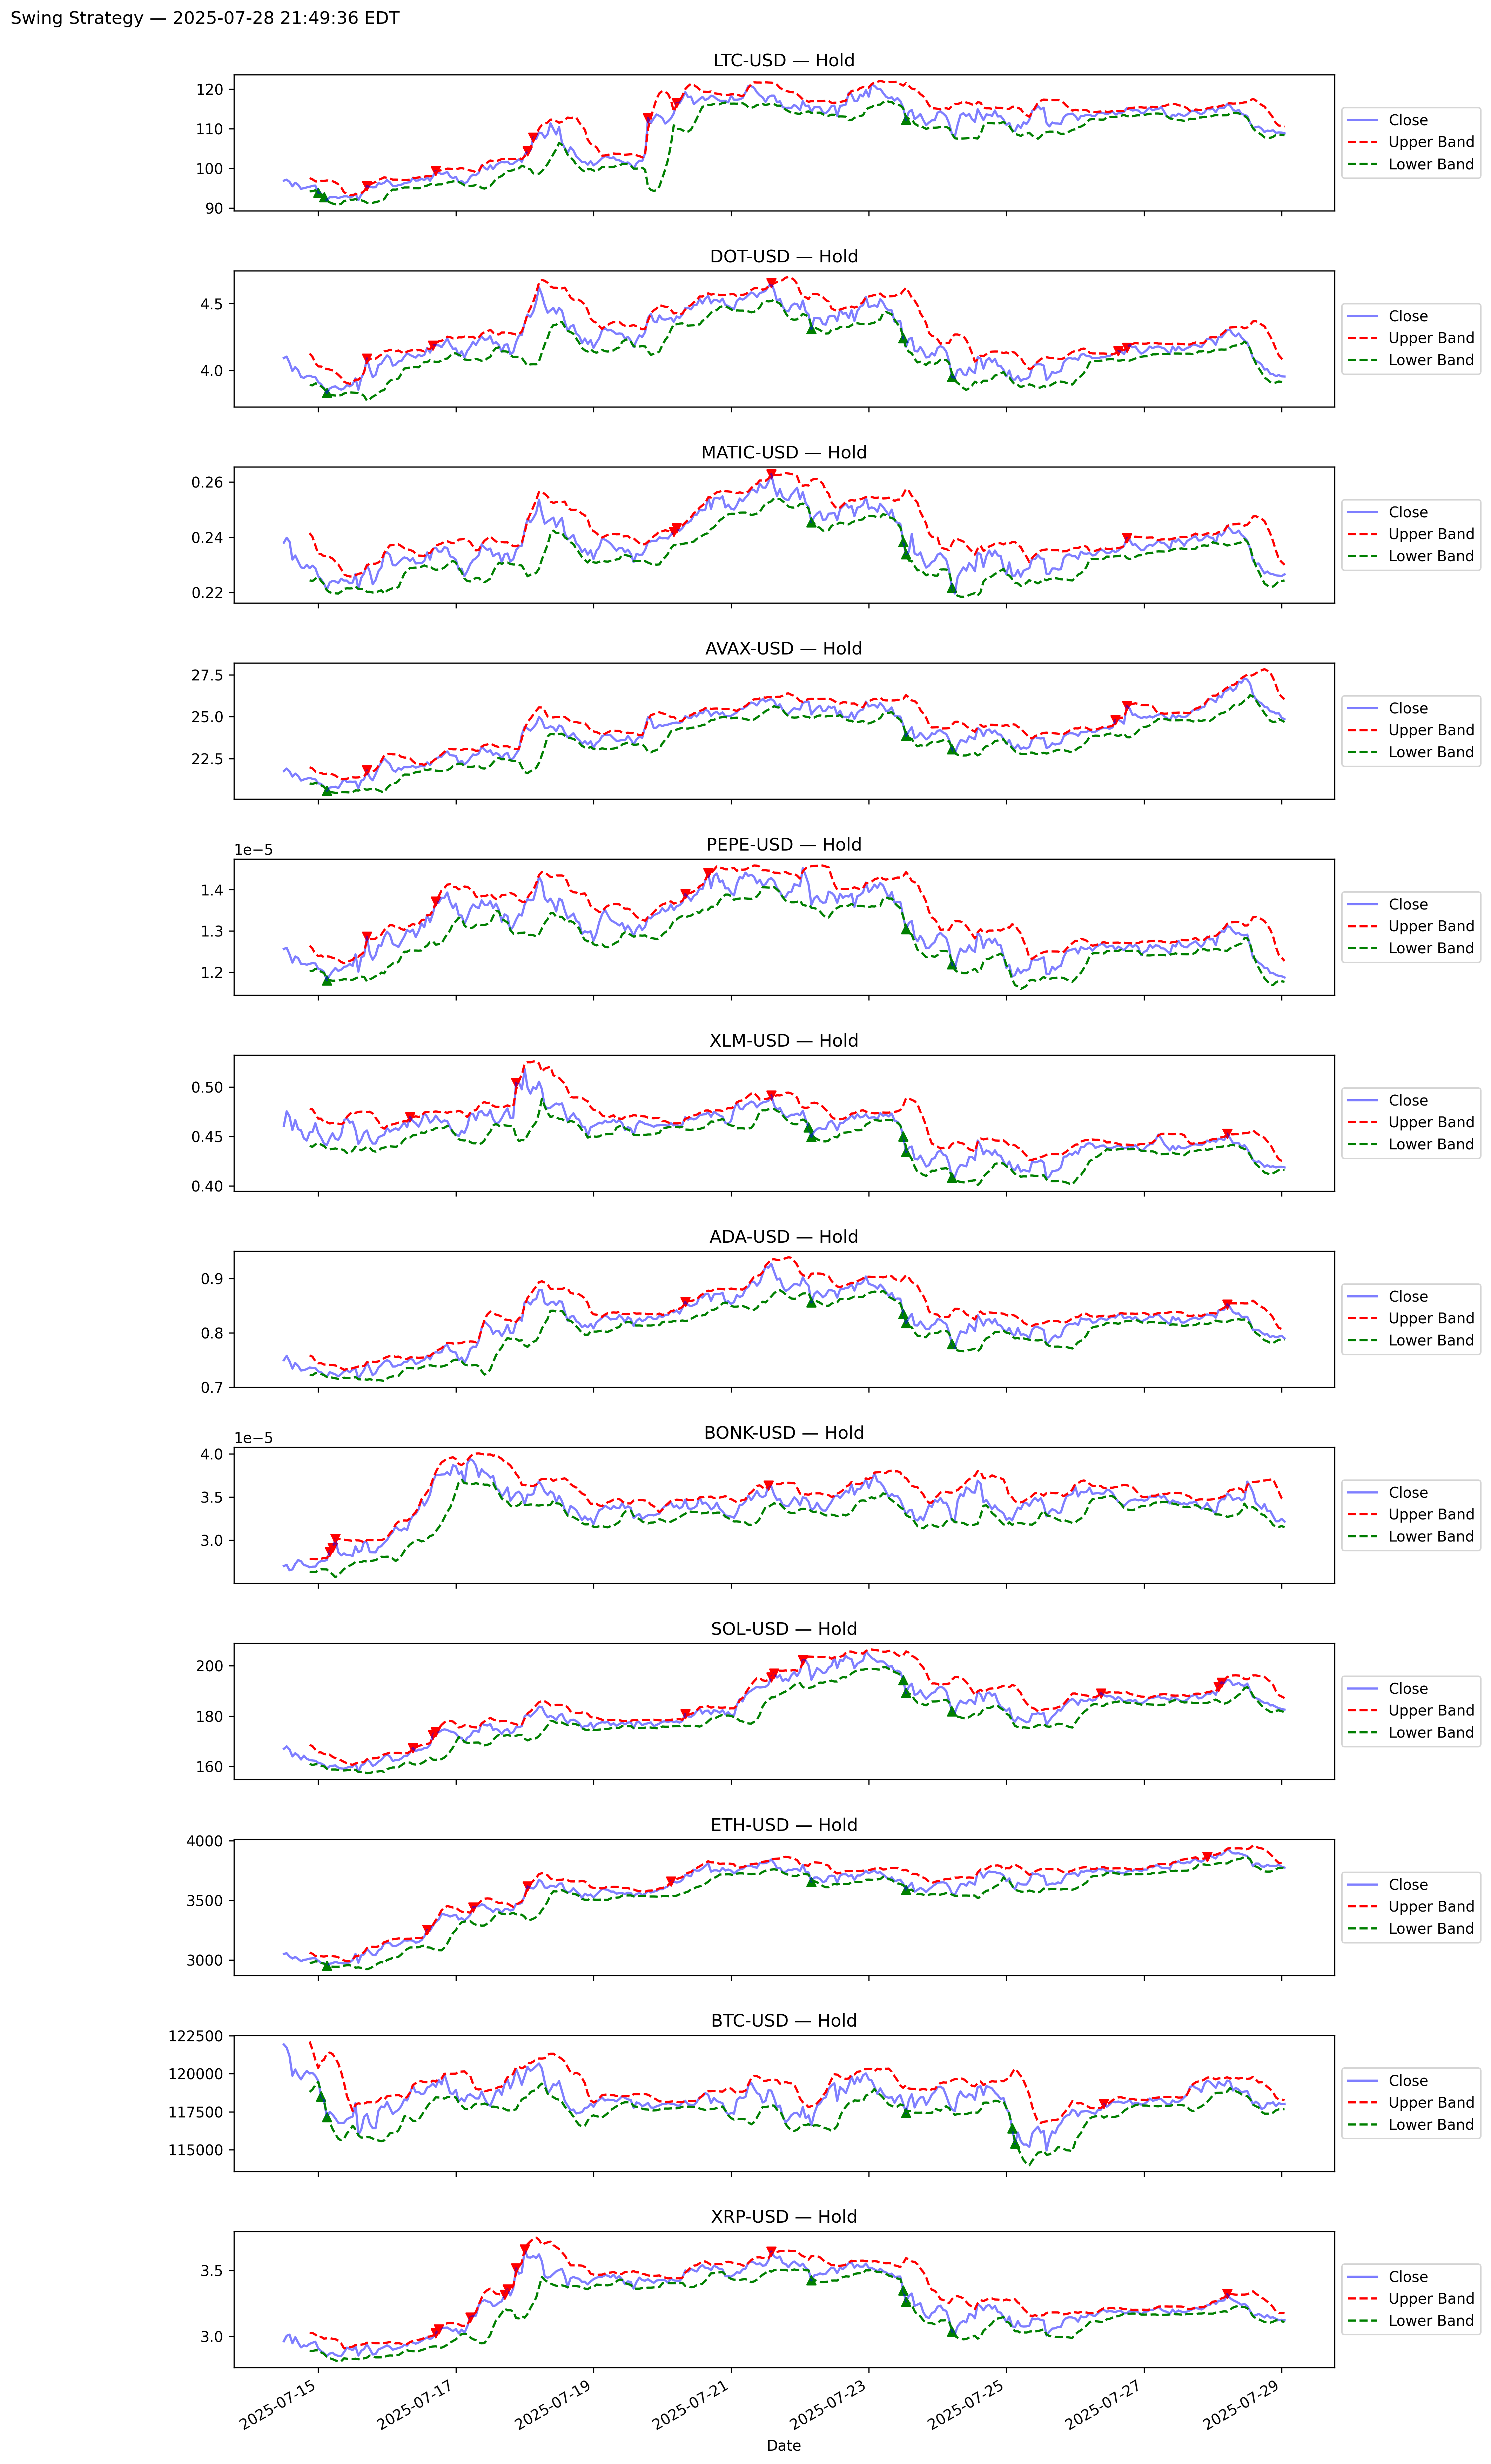 Swing Strategy — 2025-07-28 21:49:36 EDT
LTC-USD — Hold
120
110
100
90
Close
Upper Band
Lower Band
DOT-USD — Hold
4.5
4.0
Close
Upper Band
Lower Band
MATIC-USD — Hold
0.26
0.24
0.22
Close
Upper Band
Lower Band
AVAX-USD — Hold
27.5
25.0
22.5
Close
Upper Band
Lower Band
PEPE-USD — Hold
1e−5
1.4
1.3
1.2
Close
Upper Band
Lower Band
XLM-USD — Hold
0.50
0.45
0.40
Close
Upper Band
Lower Band
ADA-USD — Hold
0.9
0.8
0.7
Close
Upper Band
Lower Band
BONK-USD — Hold
1e−5
4.0
3.5
3.0
Close
Upper Band
Lower Band
SOL-USD — Hold
200
180
160
Close
Upper Band
Lower Band
ETH-USD — Hold
4000
3500
3000
Close
Upper Band
Lower Band
BTC-USD — Hold
122500
120000
117500
115000
Close
Upper Band
Lower Band
XRP-USD — Hold
3.5
3.0
Close
Upper Band
Lower Band
2025-07-15
2025-07-17
2025-07-19
2025-07-21
2025-07-23
2025-07-25
2025-07-27
2025-07-29
Date